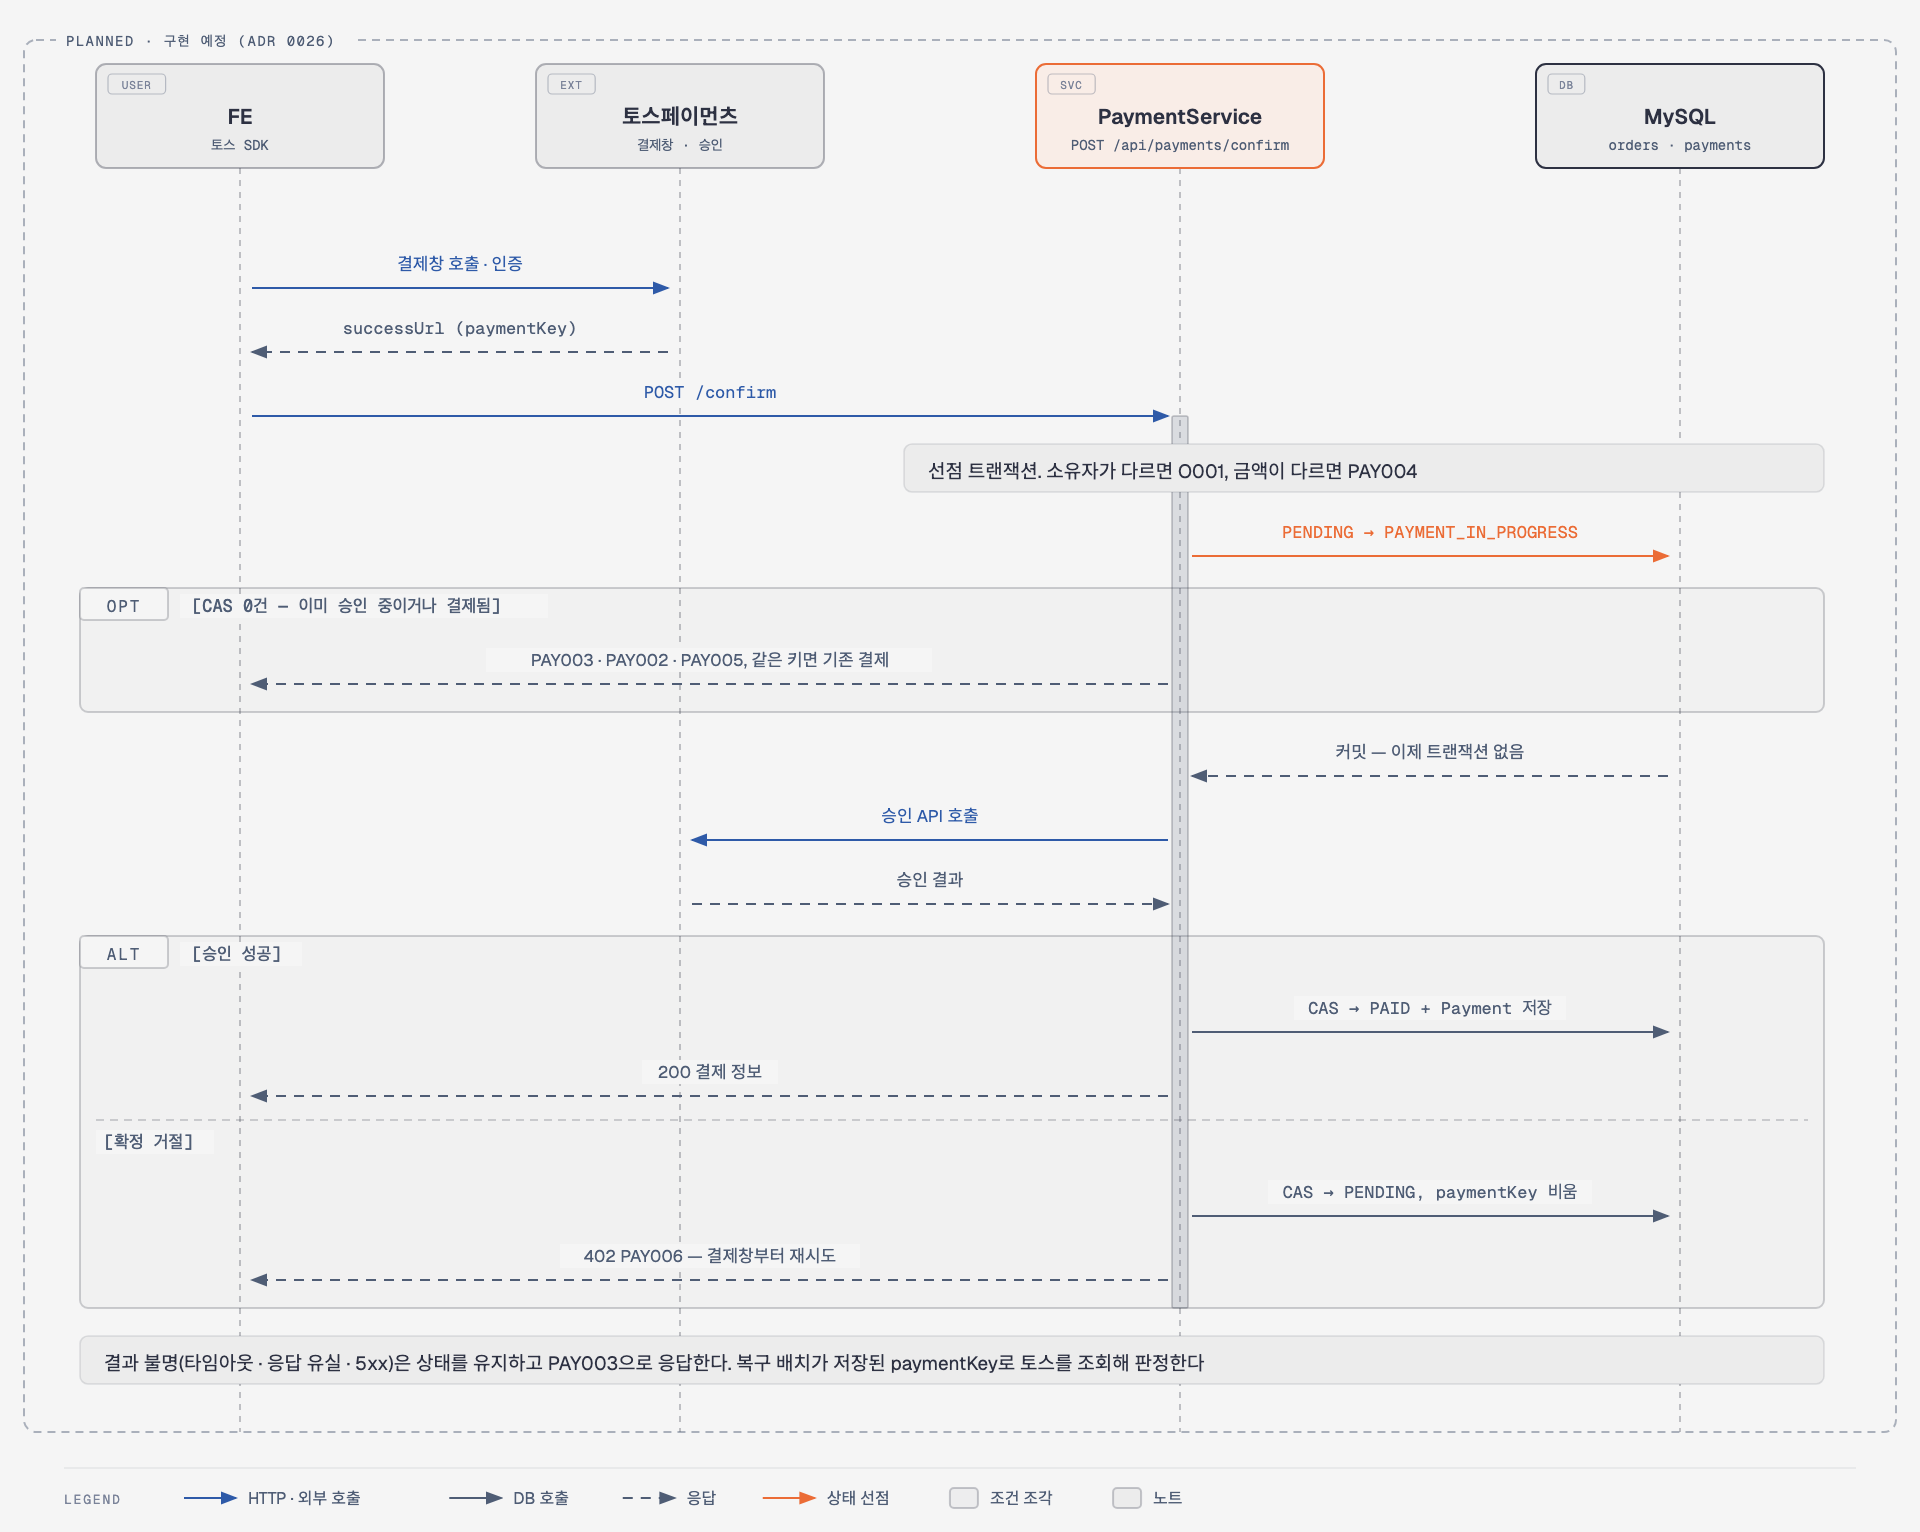 PLANNED · 구현 예정 (ADR 0026)
USER
FE
토스 SDK
EXT
토스페이먼츠
결제창 · 승인
SVC
PaymentService
POST /api/payments/confirm
DB
MySQL
orders · payments
결제창 호출 · 인증
successUrl (paymentKey)
POST /confirm
선점 트랜잭션. 소유자가 다르면 O001, 금액이 다르면 PAY004
PENDING → PAYMENT_IN_PROGRESS
OPT
[CAS 0건 — 이미 승인 중이거나 결제됨]
PAY003 · PAY002 · PAY005, 같은 키면 기존 결제
커밋 — 이제 트랜잭션 없음
승인 API 호출
승인 결과
ALT
[승인 성공]
CAS → PAID + Payment 저장
200 결제 정보
[확정 거절]
CAS → PENDING, paymentKey 비움
402 PAY006 — 결제창부터 재시도
결과 불명(타임아웃 · 응답 유실 · 5xx)은 상태를 유지하고 PAY003으로 응답한다. 복구 배치가 저장된 paymentKey로 토스를 조회해 판정한다
LEGEND
HTTP · 외부 호출
DB 호출
응답
상태 선점
조건 조각
노트